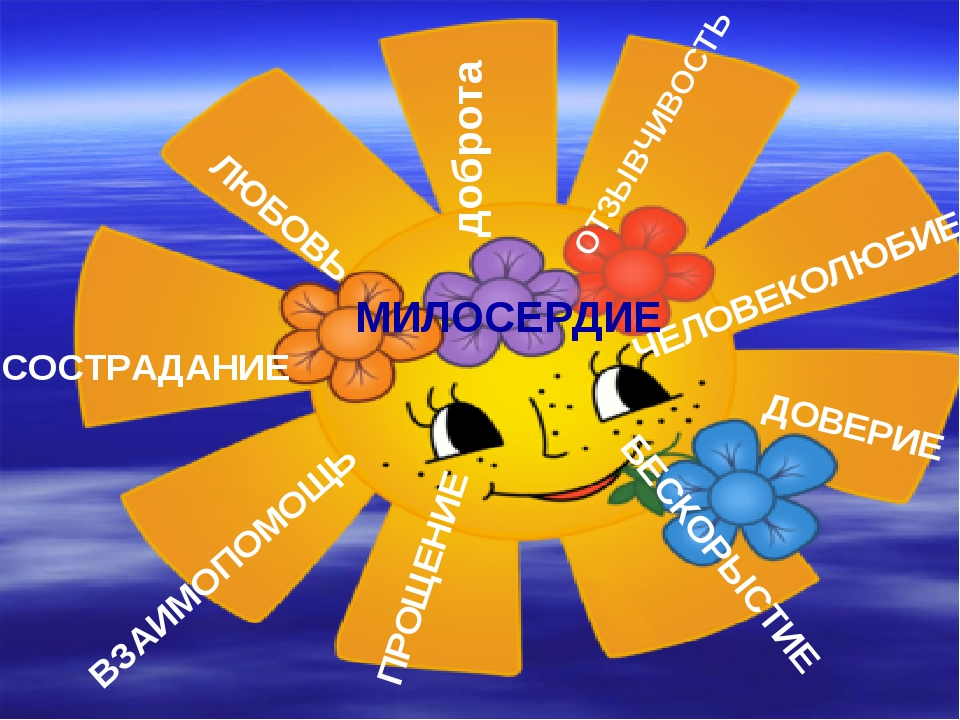 доброта
ОТЗЫВЧИВОСТЬ
ЛЮБОВЬ
ЧЕЛОВЕКОЛЮБИЕ
МИЛОСЕРДИЕ
СОСТРАДАНИЕ
ДОВЕРИЕ
ВЗАИМОПОМОЩЬ
ПРОЩЕНИЕ
БЕСКОРЫСТИЕ